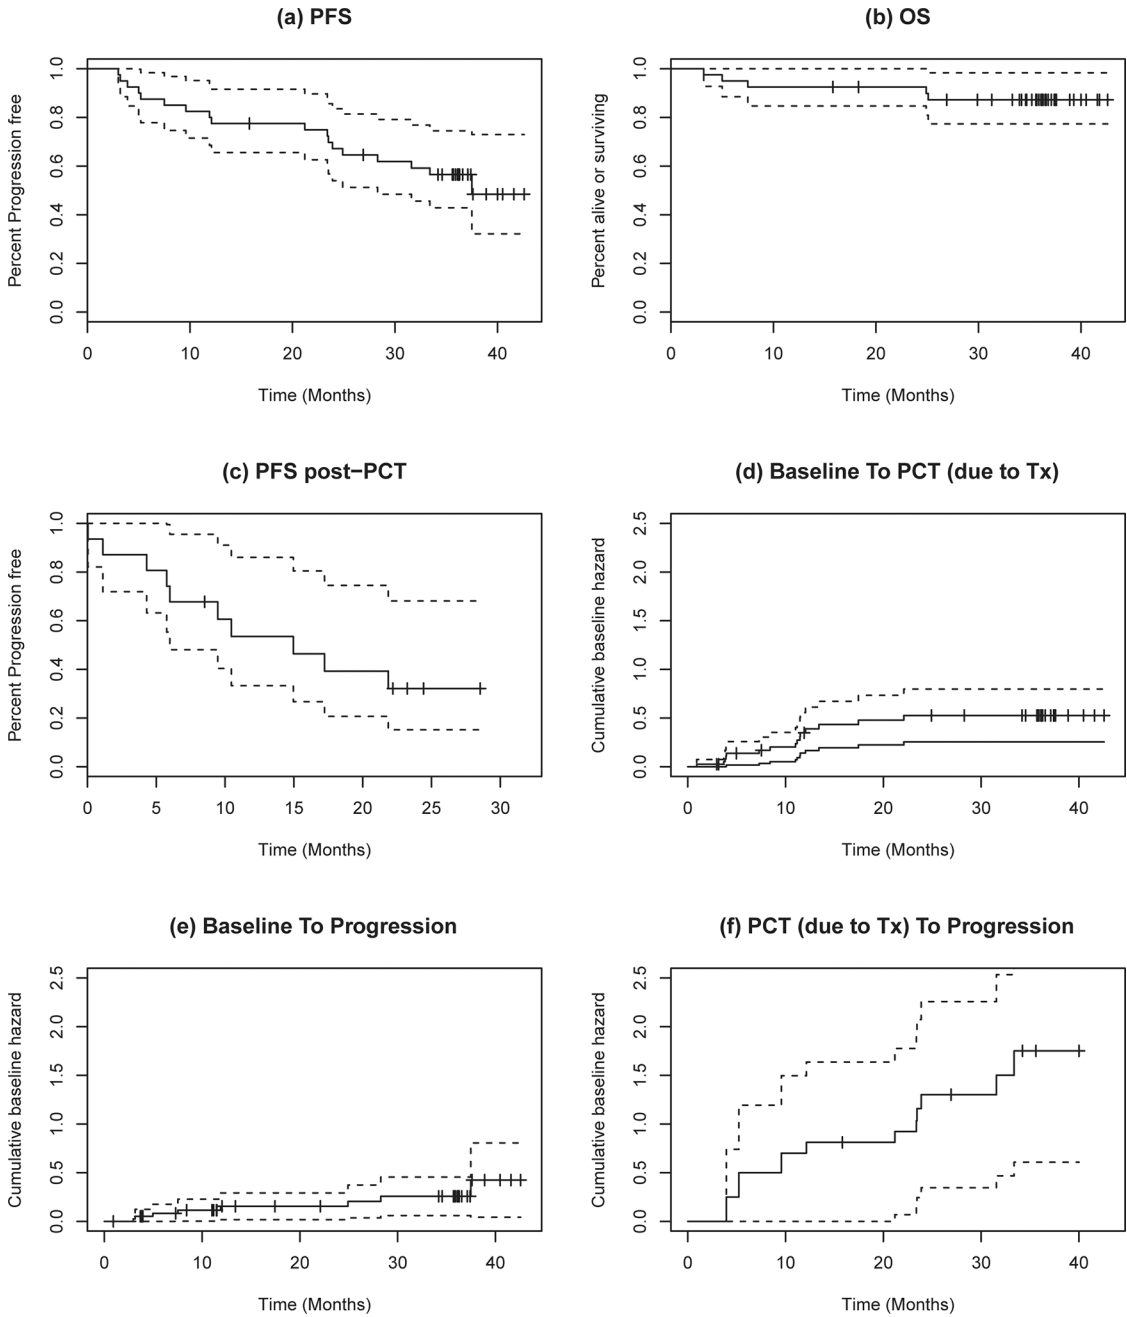 (a) PFS
Percent Progression free
1.0
0.8
0.6
0.4
0.2
0.0
0 10 20 30 40
Time (Months)
(b) OS
Percent alive or surviving
1.0
0.8
0.6
0.4
0.2
0.0
0 10 20 30 40
Time (Months)
(c) PFS post−PCT
Percent Progression free
1.0
0.8
0.6
0.4
0.2
0.0
0 5 10 15 20 25 30
Time (Months)
(d) Baseline To PCT (due to Tx)
Cumulative baseline hazard
2.5
2.0
1.5
1.0
0.5
0.0
0 10 20 30 40
Time (Months)
(e) Baseline To Progression
Cumulative baseline hazard
2.5
2.0
1.5
1.0
0.5
0.0
0 10 20 30 40
Time (Months)
(f) PCT (due to Tx) To Progression
Cumulative baseline hazard
2.5
2.0
1.5
1.0
0.5
0.0
0 10 20 30 40
Time (Months)